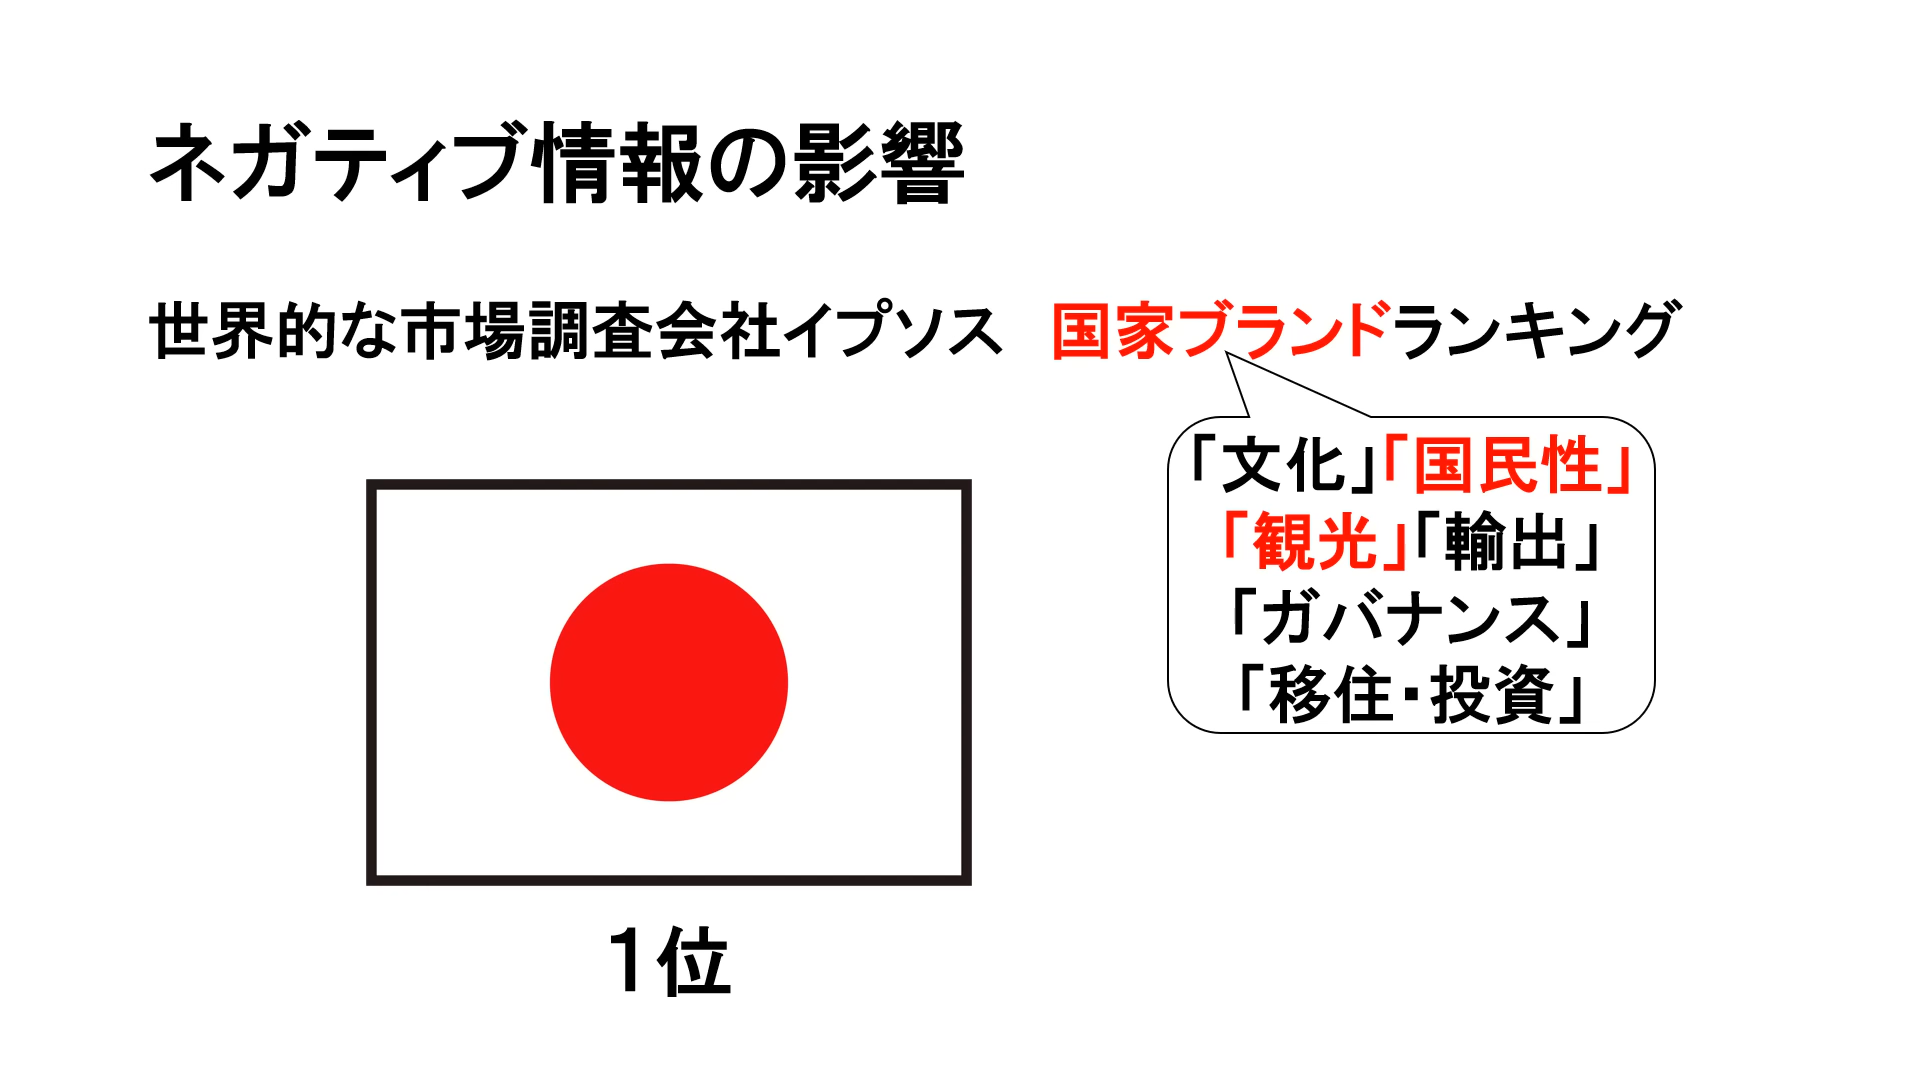 ネガティブ情報の影響
世界的な市場調査会社イプソス　国家ブランドランキング
「文化」「国民性」
「観光」「輸出」
「ガバナンス」
「移住・投資」
１位